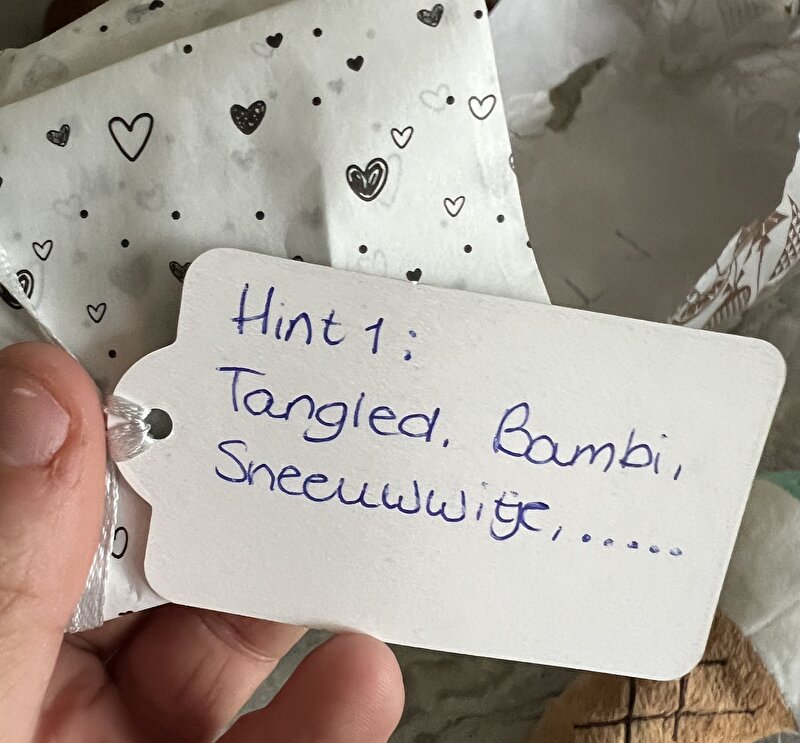 Hint 1:
Tangled, Bambi,
Sneeuwwitje, .....